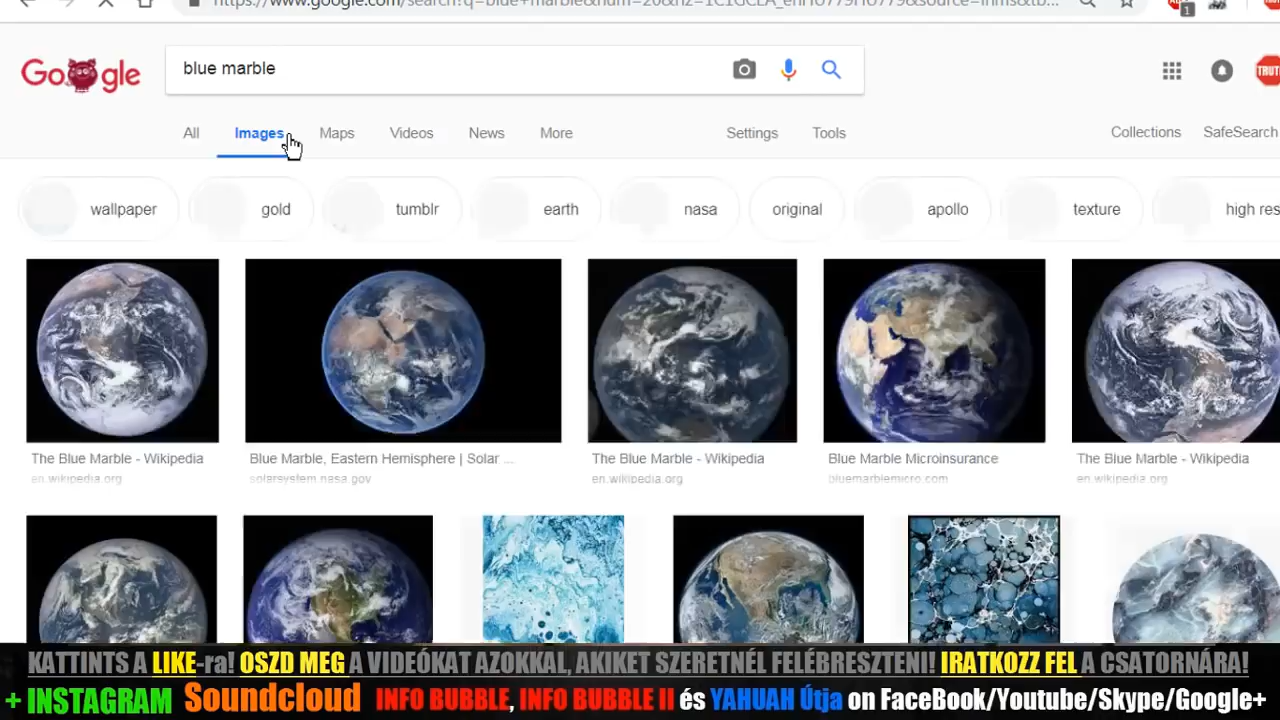 Google
blue marble
All Images Maps Videos News More Settings Tools Collections SafeSearch
wallpaper gold tumblr earth nasa original apollo texture high res
The Blue Marble - Wikipedia
en.wikipedia.org
Blue Marble, Eastern Hemisphere | Solar ...
solarsystem.nasa.gov
The Blue Marble - Wikipedia
en.wikipedia.org
Blue Marble Microinsurance
bluemarblemicro.com
The Blue Marble - Wikipedia
en.wikipedia.org
KATTINTS A LIKE-ra! OSZD MEG A VIDEÓKAT AZOKKAL, AKIKET SZERETNÉL FELÉBRESZTENI! IRATKOZZ FEL A CSATORNÁRA!
+ INSTAGRAM Soundcloud INFO BUBBLE, INFO BUBBLE II és YAHUAH Útja on FaceBook/Youtube/Skype/Google+